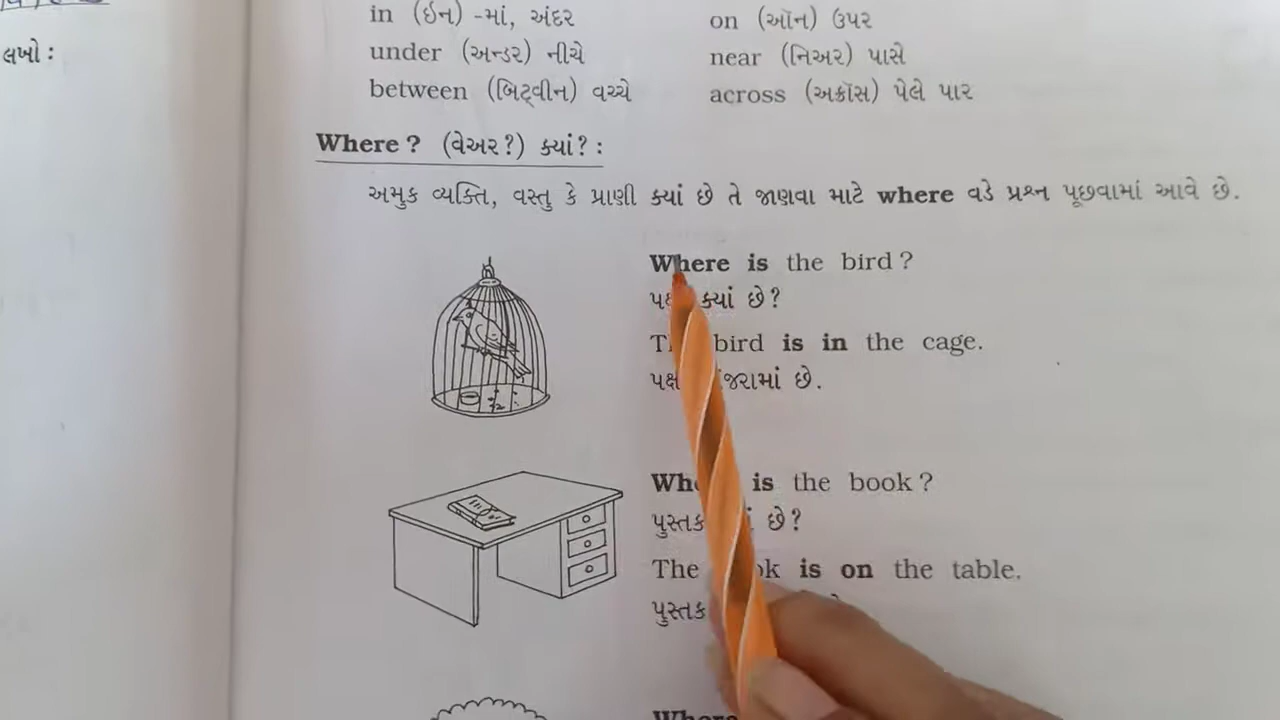 લખો :
in (ઇન) -માં, અંદર on (ઑન) ઉપર
under (અન્ડર) નીચે near (નિઅર) પાસે
between (બિટ્વીન) વચ્ચે across (અક્રૉસ) પેલે પાર
Where ? (વેઅર?) ક્યાં? :
અમુક વ્યક્તિ, વસ્તુ કે પ્રાણી ક્યાં છે તે જાણવા માટે where વડે પ્રશ્ન પૂછવામાં આવે છે.
Where is the bird ?
ક્યાં છે?
bird is in the cage.
છે.
is the book ?
પુસ્તક છે?
The is on the table.
પુસ્તક
Where